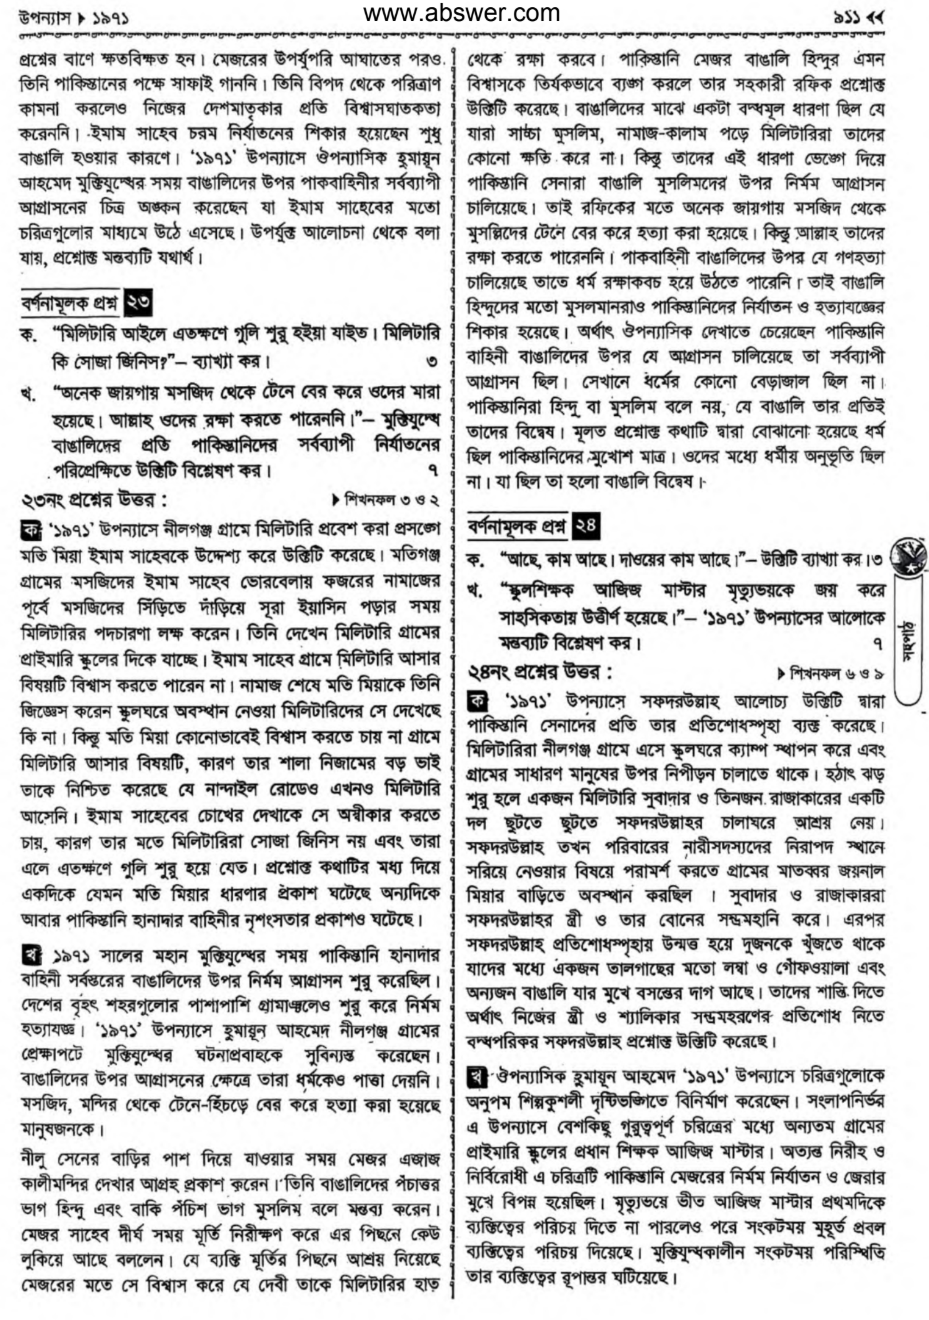 উপন্যাস ▶ ১৯৭১
www.abswer.com
৯১১ ◀◀
প্রশ্নের বাণে ক্ষতবিক্ষত হন। মেজরের উপর্যুপরি আঘাতের পরও
তিনি পাকিস্তানের পক্ষে সাফাই গাননি। তিনি বিপদ থেকে পরিত্রাণ
কামনা করলেও নিজের দেশমাতৃকার প্রতি বিশ্বাসঘাতকতা
করেননি। ইমাম সাহেব চরম নির্যাতনের শিকার হয়েছেন শুধু
বাঙালি হওয়ার কারণে। ‘১৯৭১’ উপন্যাসে ঔপন্যাসিক হুমায়ূন
আহমেদ মুক্তিযুদ্ধের সময় বাঙালিদের উপর পাকবাহিনীর সর্বব্যাপী
আগ্রাসনের চিত্র অঙ্কন করেছেন যা ইমাম সাহেবের মতো
চরিত্রগুলোর মাধ্যমে উঠে এসেছে। উপর্যুক্ত আলোচনা থেকে বলা
যায়, প্রশ্নোক্ত মন্তব্যটি যথার্থ।
বর্ণনামূলক প্রশ্ন ২৩
ক. “মিলিটারি আইলে এতক্ষণে গুলি শুরু হইয়া যাইত। মিলিটারি
কি সোজা জিনিস?”– ব্যাখ্যা কর। ৩
খ. “অনেক জায়গায় মসজিদ থেকে টেনে বের করে ওদের মারা
হয়েছে। আল্লাহ ওদের রক্ষা করতে পারেননি।”– মুক্তিযুদ্ধে
বাঙালিদের প্রতি পাকিস্তানিদের সর্বব্যাপী নির্যাতনের
পরিপ্রেক্ষিতে উক্তিটি বিশ্লেষণ কর। ৭
২৩নং প্রশ্নের উত্তর : ▶ শিখনফল ৩ ও ২
ক ‘১৯৭১’ উপন্যাসে নীলগঞ্জ গ্রামে মিলিটারি প্রবেশ করা প্রসঙ্গে
মতি মিয়া ইমাম সাহেবকে উদ্দেশ্য করে উক্তিটি করেছে। মতিগঞ্জ
গ্রামের মসজিদের ইমাম সাহেব ভোরবেলায় ফজরের নামাজের
পূর্বে মসজিদের সিঁড়িতে দাঁড়িয়ে সূরা ইয়াসিন পড়ার সময়
মিলিটারির পদচারণা লক্ষ করেন। তিনি দেখেন মিলিটারি গ্রামের
প্রাইমারি স্কুলের দিকে যাচ্ছে। ইমাম সাহেব গ্রামে মিলিটারি আসার
বিষয়টি বিশ্বাস করতে পারেন না। নামাজ শেষে মতি মিয়াকে তিনি
জিজ্ঞেস করেন স্কুলঘরে অবস্থান নেওয়া মিলিটারিদের সে দেখেছে
কি না। কিন্তু মতি মিয়া কোনোভাবেই বিশ্বাস করতে চায় না গ্রামে
মিলিটারি আসার বিষয়টি, কারণ তার শালা নিজামের বড় ভাই
তাকে নিশ্চিত করেছে যে নান্দাইল রোডেও এখনও মিলিটারি
আসেনি। ইমাম সাহেবের চোখের দেখাকে সে অস্বীকার করতে
চায়, কারণ তার মতে মিলিটারিরা সোজা জিনিস নয় এবং তারা
এলে এতক্ষণে গুলি শুরু হয়ে যেত। প্রশ্নোক্ত কথাটির মধ্য দিয়ে
একদিকে যেমন মতি মিয়ার ধারণার প্রকাশ ঘটেছে অন্যদিকে
আবার পাকিস্তানি হানাদার বাহিনীর নৃশংসতার প্রকাশও ঘটেছে।
খ ১৯৭১ সালের মহান মুক্তিযুদ্ধের সময় পাকিস্তানি হানাদার
বাহিনী সর্বস্তরের বাঙালিদের উপর নির্মম আগ্রাসন শুরু করেছিল।
দেশের বৃহৎ শহরগুলোর পাশাপাশি গ্রামাঞ্চলেও শুরু করে নির্মম
হত্যাযজ্ঞ। ‘১৯৭১’ উপন্যাসে হুমায়ূন আহমেদ নীলগঞ্জ গ্রামের
প্রেক্ষাপটে মুক্তিযুদ্ধের ঘটনাপ্রবাহকে সুবিন্যস্ত করেছেন।
বাঙালিদের উপর আগ্রাসনের ক্ষেত্রে তারা ধর্মকেও পাত্তা দেয়নি।
মসজিদ, মন্দির থেকে টেনে-হিঁচড়ে বের করে হত্যা করা হয়েছে
মানুষজনকে।
নীলু সেনের বাড়ির পাশ দিয়ে যাওয়ার সময় মেজর এজাজ
কালীমন্দির দেখার আগ্রহ প্রকাশ করেন। তিনি বাঙালিদের পঁচাত্তর
ভাগ হিন্দু এবং বাকি পঁচিশ ভাগ মুসলিম বলে মন্তব্য করেন।
মেজর সাহেব দীর্ঘ সময় মূর্তি নিরীক্ষণ করে এর পিছনে কেউ
লুকিয়ে আছে বললেন। যে ব্যক্তি মূর্তির পিছনে আশ্রয় নিয়েছে
মেজরের মতে সে বিশ্বাস করে যে দেবী তাকে মিলিটারির হাত
থেকে রক্ষা করবে। পাকিস্তানি মেজর বাঙালি হিন্দুর এমন
বিশ্বাসকে তির্যকভাবে ব্যঙ্গ করলে তার সহকারী রফিক প্রশ্নোক্ত
উক্তিটি করেছে। বাঙালিদের মাঝে একটা বদ্ধমূল ধারণা ছিল যে
যারা সাচ্চা মুসলিম, নামাজ-কালাম পড়ে মিলিটারিরা তাদের
কোনো ক্ষতি করে না। কিন্তু তাদের এই ধারণা ভেঙ্গে দিয়ে
পাকিস্তানি সেনারা বাঙালি মুসলিমদের উপর নির্মম আগ্রাসন
চালিয়েছে। তাই রফিকের মতে অনেক জায়গায় মসজিদ থেকে
মুসল্লিদের টেনে বের করে হত্যা করা হয়েছে। কিন্তু আল্লাহ তাদের
রক্ষা করতে পারেননি। পাকবাহিনী বাঙালিদের উপর যে গণহত্যা
চালিয়েছে তাতে ধর্ম রক্ষাকবচ হয়ে উঠতে পারেনি। তাই বাঙালি
হিন্দুদের মতো মুসলমানরাও পাকিস্তানিদের নির্যাতন ও হত্যাযজ্ঞের
শিকার হয়েছে। অর্থাৎ ঔপন্যাসিক দেখাতে চেয়েছেন পাকিস্তানি
বাহিনী বাঙালিদের উপর যে আগ্রাসন চালিয়েছে তা সর্বব্যাপী
আগ্রাসন ছিল। সেখানে ধর্মের কোনো বেড়াজাল ছিল না।
পাকিস্তানিরা হিন্দু বা মুসলিম বলে নয়, যে বাঙালি তার প্রতিই
তাদের বিদ্বেষ। মূলত প্রশ্নোক্ত কথাটি দ্বারা বোঝানো হয়েছে ধর্ম
ছিল পাকিস্তানিদের মুখোশ মাত্র। ওদের মধ্যে ধর্মীয় অনুভূতি ছিল
না। যা ছিল তা হলো বাঙালি বিদ্বেষ।
বর্ণনামূলক প্রশ্ন ২৪
ক. “আছে, কাম আছে। দাওয়ের কাম আছে।”– উক্তিটি ব্যাখ্যা কর। ৩
খ. “স্কুলশিক্ষক আজিজ মাস্টার মৃত্যুভয়কে জয় করে
সাহসিকতায় উত্তীর্ণ হয়েছে।”– ‘১৯৭১’ উপন্যাসের আলোকে
মন্তব্যটি বিশ্লেষণ কর। ৭
২৪নং প্রশ্নের উত্তর : ▶ শিখনফল ৬ ও ৯
ক ‘১৯৭১’ উপন্যাসে সফদরউল্লাহ আলোচ্য উক্তিটি দ্বারা
পাকিস্তানি সেনাদের প্রতি তার প্রতিশোধস্পৃহা ব্যক্ত করেছে।
মিলিটারিরা নীলগঞ্জ গ্রামে এসে স্কুলঘরে ক্যাম্প স্থাপন করে এবং
গ্রামের সাধারণ মানুষের উপর নিপীড়ন চালাতে থাকে। হঠাৎ ঝড়
শুরু হলে একজন মিলিটারি সুবাদার ও তিনজন রাজাকারের একটি
দল ছুটতে ছুটতে সফদরউল্লাহর চালাঘরে আশ্রয় নেয়।
সফদরউল্লাহ তখন পরিবারের নারীসদস্যদের নিরাপদ স্থানে
সরিয়ে নেওয়ার বিষয়ে পরামর্শ করতে গ্রামের মাতব্বর জয়নাল
মিয়ার বাড়িতে অবস্থান করছিল । সুবাদার ও রাজাকাররা
সফদরউল্লাহর স্ত্রী ও তার বোনের সম্ভ্রমহানি করে। এরপর
সফদরউল্লাহ প্রতিশোধস্পৃহায় উন্মত্ত হয়ে দুজনকে খুঁজতে থাকে
যাদের মধ্যে একজন তালগাছের মতো লম্বা ও গোঁফওয়ালা এবং
অন্যজন বাঙালি যার মুখে বসন্তের দাগ আছে। তাদের শাস্তি দিতে
অর্থাৎ নিজের স্ত্রী ও শ্যালিকার সম্ভ্রমহরণের প্রতিশোধ নিতে
বদ্ধপরিকর সফদরউল্লাহ প্রশ্নোক্ত উক্তিটি করেছে।
খ ঔপন্যাসিক হুমায়ূন আহমেদ ‘১৯৭১’ উপন্যাসে চরিত্রগুলোকে
অনুপম শিল্পকুশলী দৃষ্টিভঙ্গিতে বিনির্মাণ করেছেন। সংলাপনির্ভর
এ উপন্যাসে বেশকিছু গুরুত্বপূর্ণ চরিত্রের মধ্যে অন্যতম গ্রামের
প্রাইমারি স্কুলের প্রধান শিক্ষক আজিজ মাস্টার। অত্যন্ত নিরীহ ও
নির্বিরোধী এ চরিত্রটি পাকিস্তানি মেজরের নির্মম নির্যাতন ও জেরার
মুখে বিপন্ন হয়েছিল। মৃত্যুভয়ে ভীত আজিজ মাস্টার প্রথমদিকে
ব্যক্তিত্বের পরিচয় দিতে না পারলেও পরে সংকটময় মুহূর্তে প্রবল
ব্যক্তিত্বের পরিচয় দিয়েছে। মুক্তিযুদ্ধকালীন সংকটময় পরিস্থিতি
তার ব্যক্তিত্বের রূপান্তর ঘটিয়েছে।